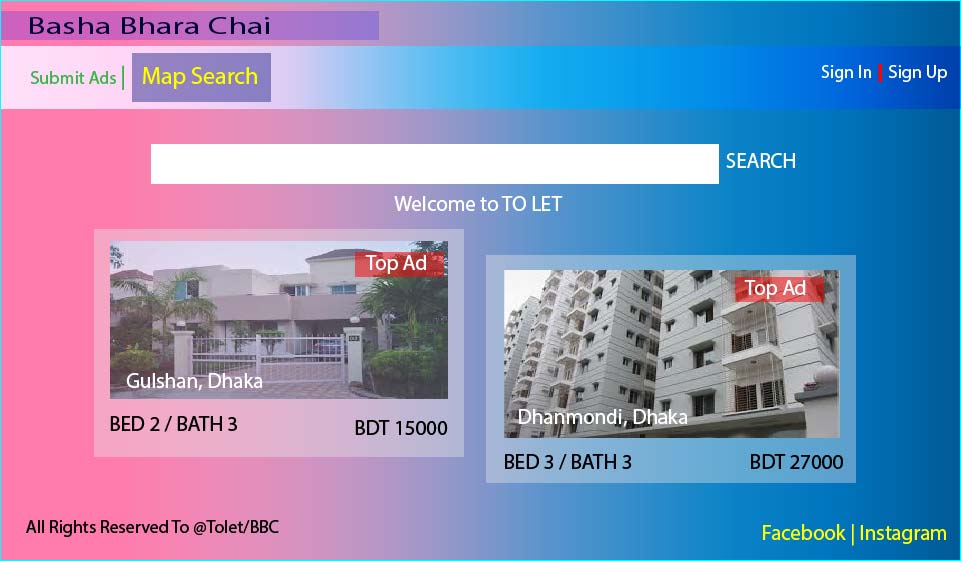 Basha Bhara Chai
Submit Ads |
Map Search
Sign In | Sign Up
SEARCH
Welcome to TO LET
Top Ad
Gulshan, Dhaka
BED 2 / BATH 3
BDT 15000
Top Ad
Dhanmondi, Dhaka
BED 3 / BATH 3
BDT 27000
All Rights Reserved To @Tolet/BBC
Facebook | Instagram